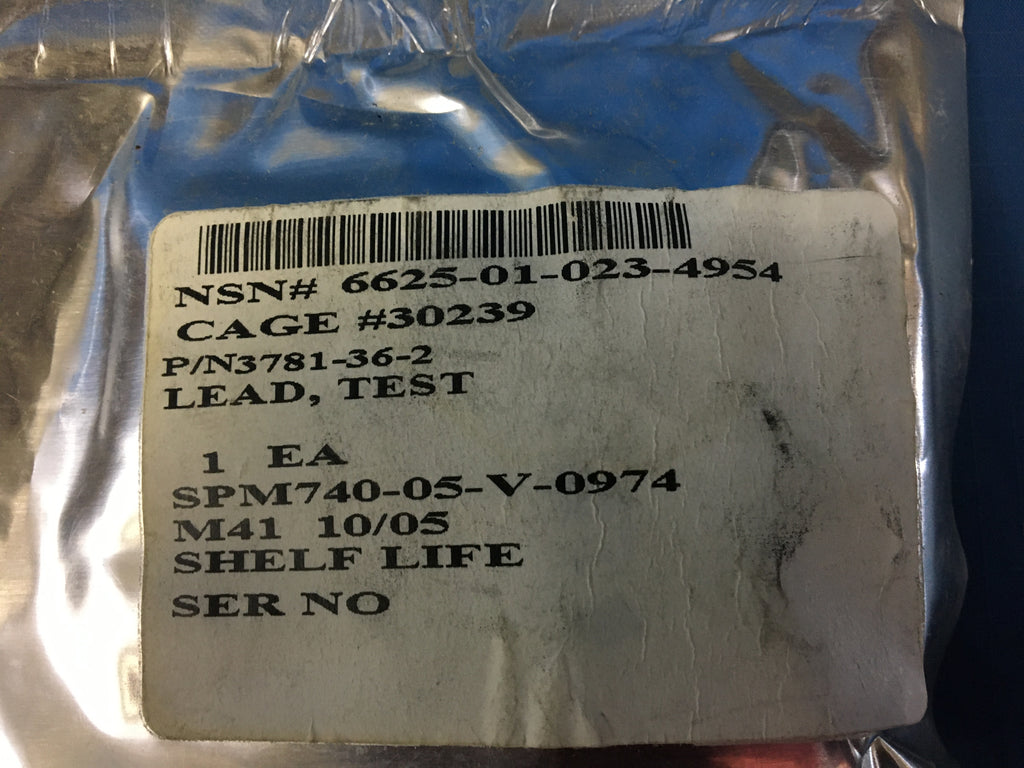 NSN# 6625-01-023-4954
CAGE #30239
P/N3781-36-2
LEAD, TEST
1 EA
SPM740-05-V-0974
M41 10/05
SHELF LIFE
SER NO